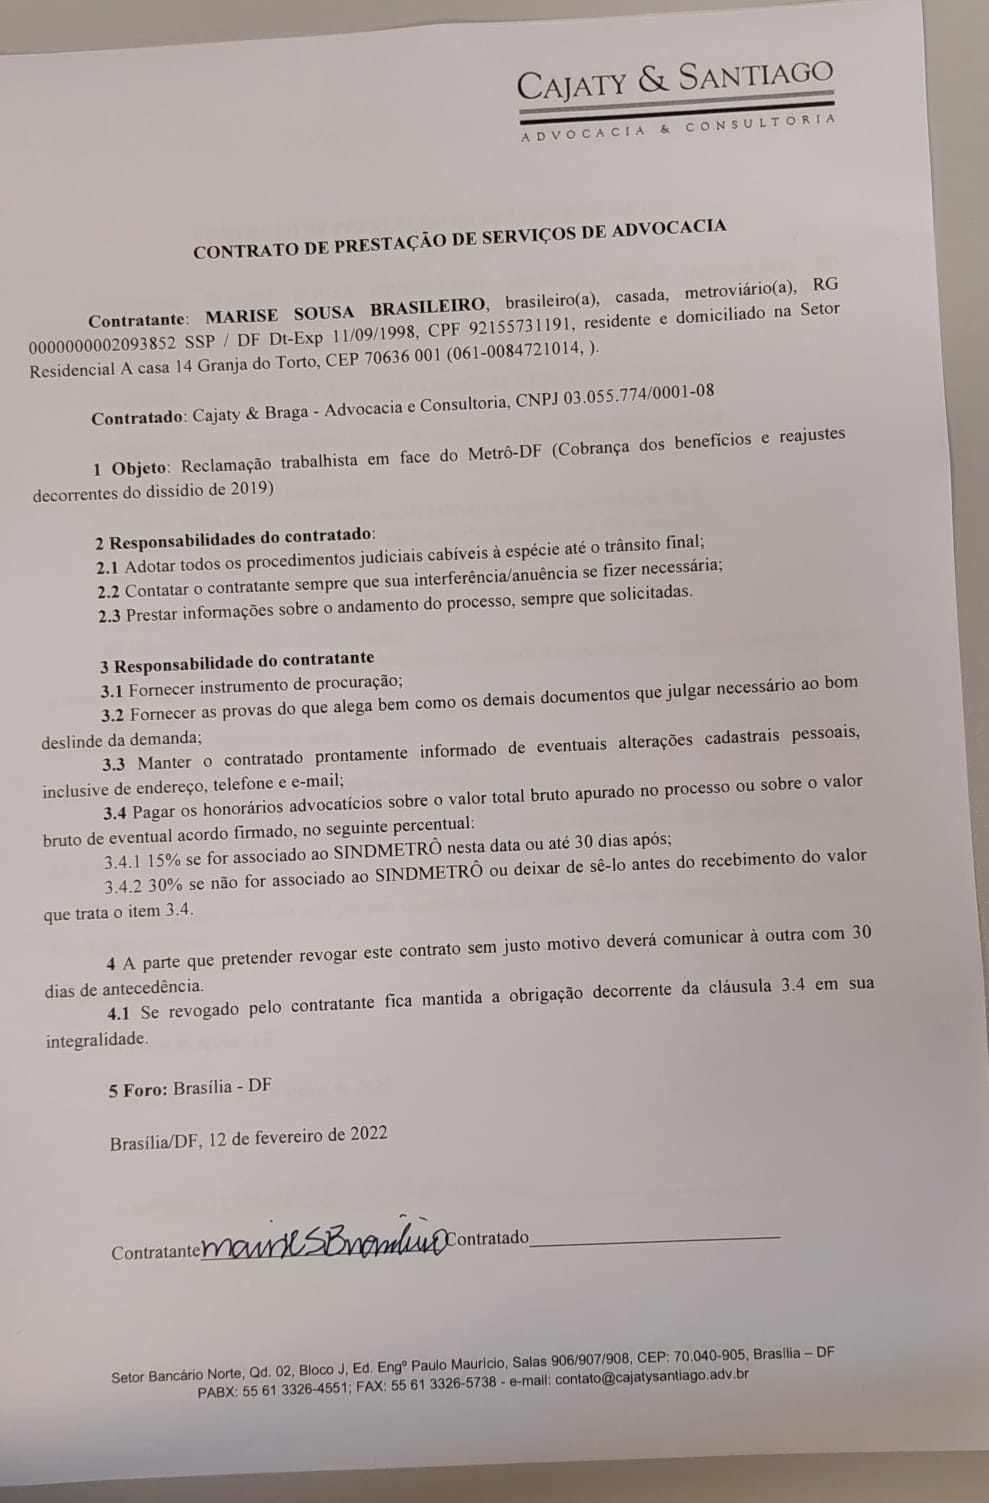 CAJATY & SANTIAGO
ADVOCACIA & CONSULTORIA
CONTRATO DE PRESTAÇÃO DE SERVIÇOS DE ADVOCACIA
Contratante: MARISE SOUSA BRASILEIRO, brasileiro(a), casada, metroviário(a), RG
0000000002093852 SSP / DF Dt-Exp 11/09/1998, CPF 92155731191, residente e domiciliado na Setor
Residencial A casa 14 Granja do Torto, CEP 70636 001 (061-0084721014, ).
Contratado: Cajaty & Braga - Advocacia e Consultoria, CNPJ 03.055.774/0001-08
1 Objeto: Reclamação trabalhista em face do Metrô-DF (Cobrança dos benefícios e reajustes
decorrentes do dissídio de 2019)
2 Responsabilidades do contratado:
2.1 Adotar todos os procedimentos judiciais cabíveis à espécie até o trânsito final;
2.2 Contatar o contratante sempre que sua interferência/anuência se fizer necessária;
2.3 Prestar informações sobre o andamento do processo, sempre que solicitadas.
3 Responsabilidade do contratante
3.1 Fornecer instrumento de procuração;
3.2 Fornecer as provas do que alega bem como os demais documentos que julgar necessário ao bom
deslinde da demanda;
3.3 Manter o contratado prontamente informado de eventuais alterações cadastrais pessoais,
inclusive de endereço, telefone e e-mail;
3.4 Pagar os honorários advocatícios sobre o valor total bruto apurado no processo ou sobre o valor
bruto de eventual acordo firmado, no seguinte percentual:
3.4.1 15% se for associado ao SINDMETRÔ nesta data ou até 30 dias após;
3.4.2 30% se não for associado ao SINDMETRÔ ou deixar de sê-lo antes do recebimento do valor
que trata o item 3.4.
4 A parte que pretender revogar este contrato sem justo motivo deverá comunicar à outra com 30
dias de antecedência.
4.1 Se revogado pelo contratante fica mantida a obrigação decorrente da cláusula 3.4 em sua
integralidade.
5 Foro: Brasília - DF
Brasília/DF, 12 de fevereiro de 2022
Contratante Marise S Brasileiro Contratado
Setor Bancário Norte, Qd. 02, Bloco J, Ed. Engº Paulo Maurício, Salas 906/907/908, CEP: 70.040-905, Brasília – DF
PABX: 55 61 3326-4551; FAX: 55 61 3326-5738 - e-mail: contato@cajatysantiago.adv.br